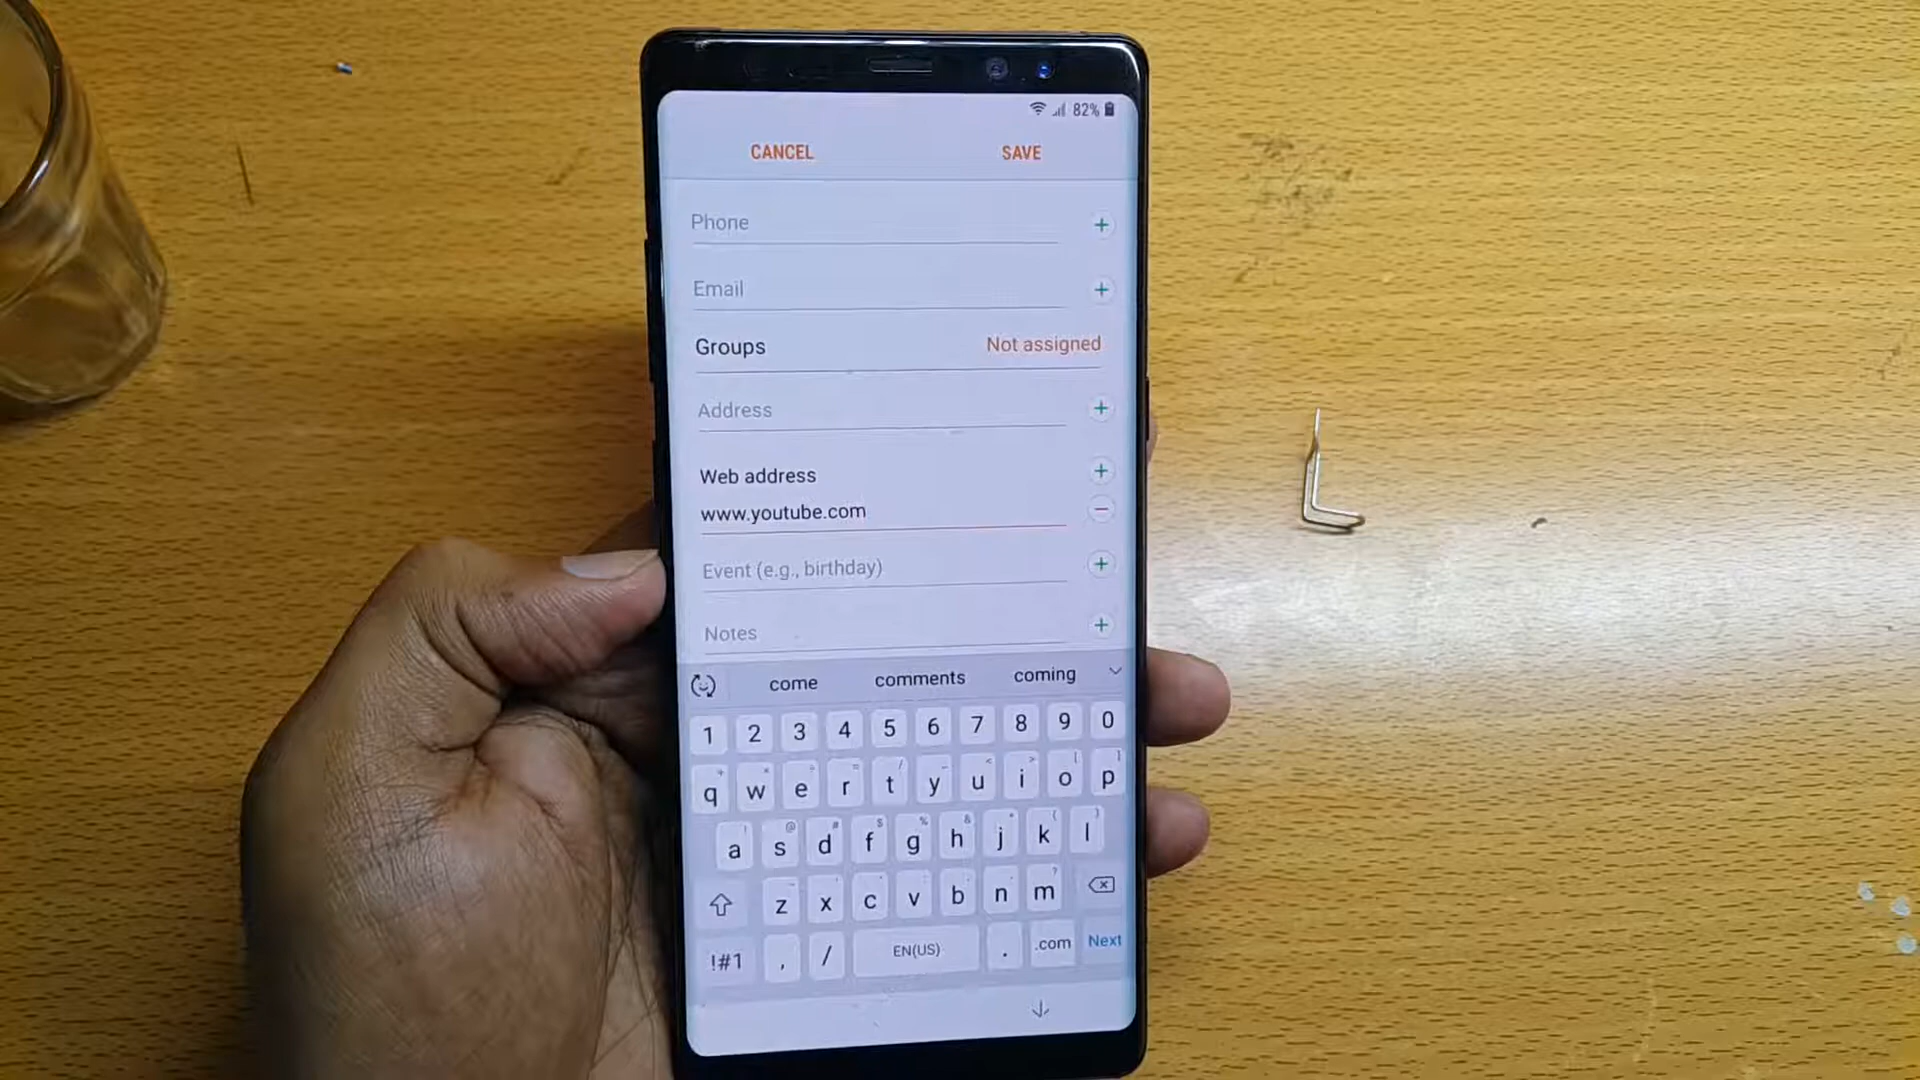 82%
CANCEL SAVE
Phone
Email
Groups Not assigned
Address
Web address
www.youtube.com
Event (e.g., birthday)
Notes
come comments coming
1 2 3 4 5 6 7 8 9 0
q w e r t y u i o p
a s d f g h j k l
z x c v b n m
!#1 , / EN(US) . .com Next